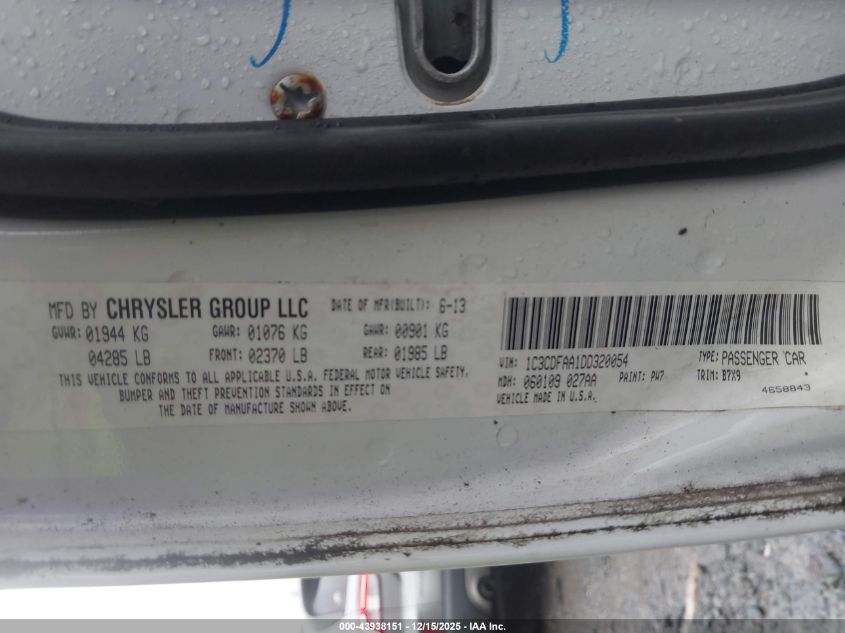 MFD BY CHRYSLER GROUP LLC DATE OF MFR(BUILT): 6-13
GVWR: 01944 KG GAWR: 01076 KG GAWR: 00901 KG
04285 LB FRONT: 02370 LB REAR: 01985 LB
THIS VEHICLE CONFORMS TO ALL APPLICABLE U.S.A. FEDERAL MOTOR VEHICLE SAFETY,
BUMPER AND THEFT PREVENTION STANDARDS IN EFFECT ON
THE DATE OF MANUFACTURE SHOWN ABOVE.
VIN: 1C3CDFAA1DD320054 TYPE: PASSENGER CAR
MDH: 060109 027AA PAINT: PW7 TRIM: B7X9
VEHICLE MADE IN U.S.A. 4658843
000-43938151 - 12/15/2025 - IAA Inc.